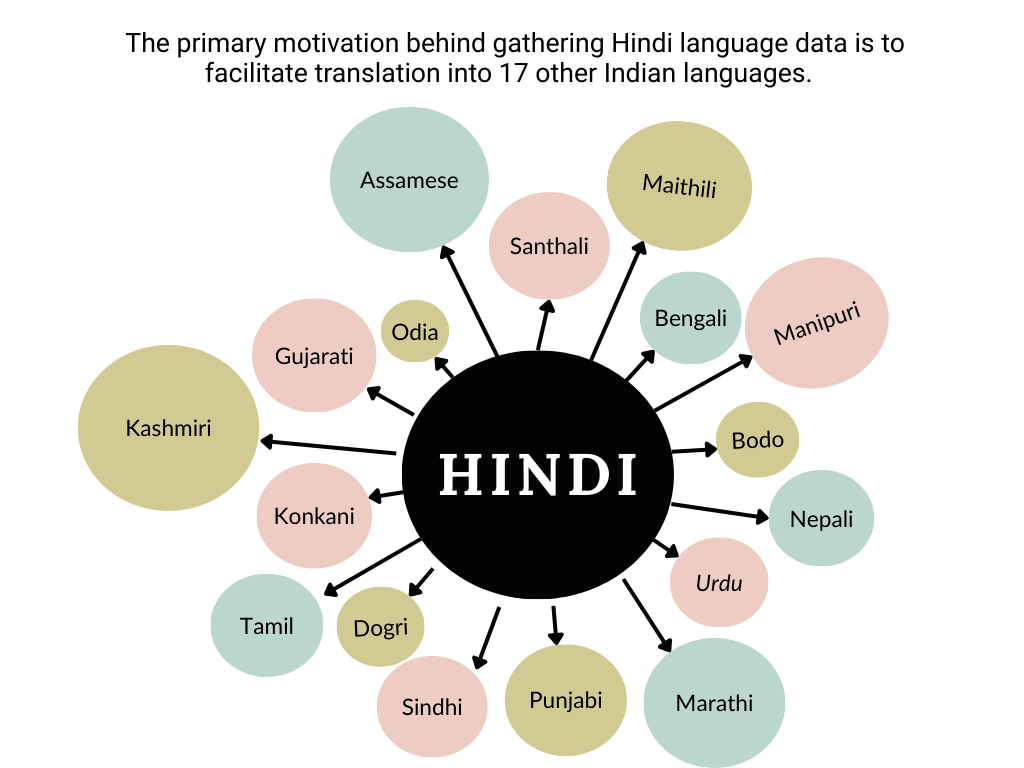 The primary motivation behind gathering Hindi language data is to
facilitate translation into 17 other Indian languages.
Assamese
Maithili
Santhali
Bengali
Manipuri
Odia
Gujarati
Kashmiri
Bodo
HINDI
Konkani
Nepali
Urdu
Tamil
Dogri
Sindhi
Punjabi
Marathi